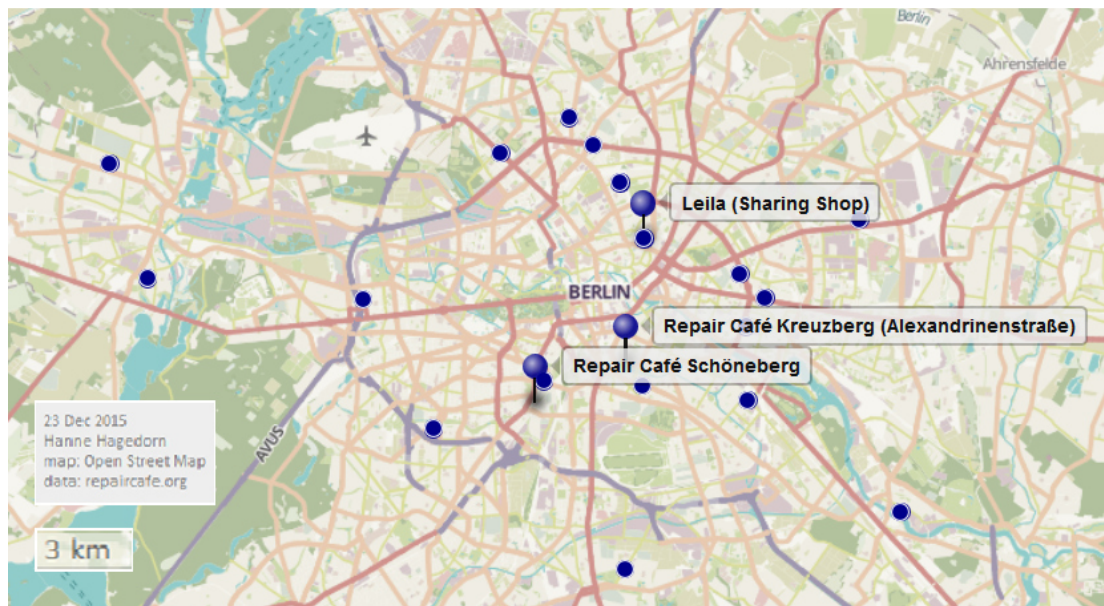 Berlin
Ahrensfelde
Leila (Sharing Shop)
BERLIN
Repair Café Kreuzberg (Alexandrinenstraße)
Repair Café Schöneberg
23 Dec 2015
Hanne Hagedorn
map: Open Street Map
data: repaircafe.org
AVUS
3 km